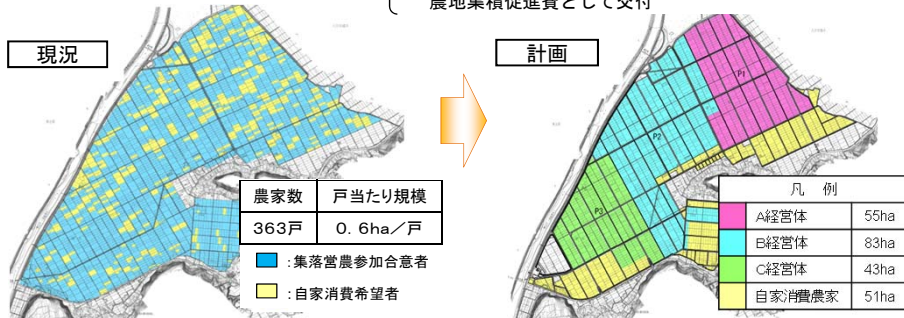 農地集積促進費として交付
現況
計画
P1
P2
P3
農家数 戸当たり規模
363戸 0.6ha/戸
:集落営農参加合意者
:自家消費希望者
凡 例
A経営体 55ha
B経営体 83ha
C経営体 43ha
自家消費農家 51ha